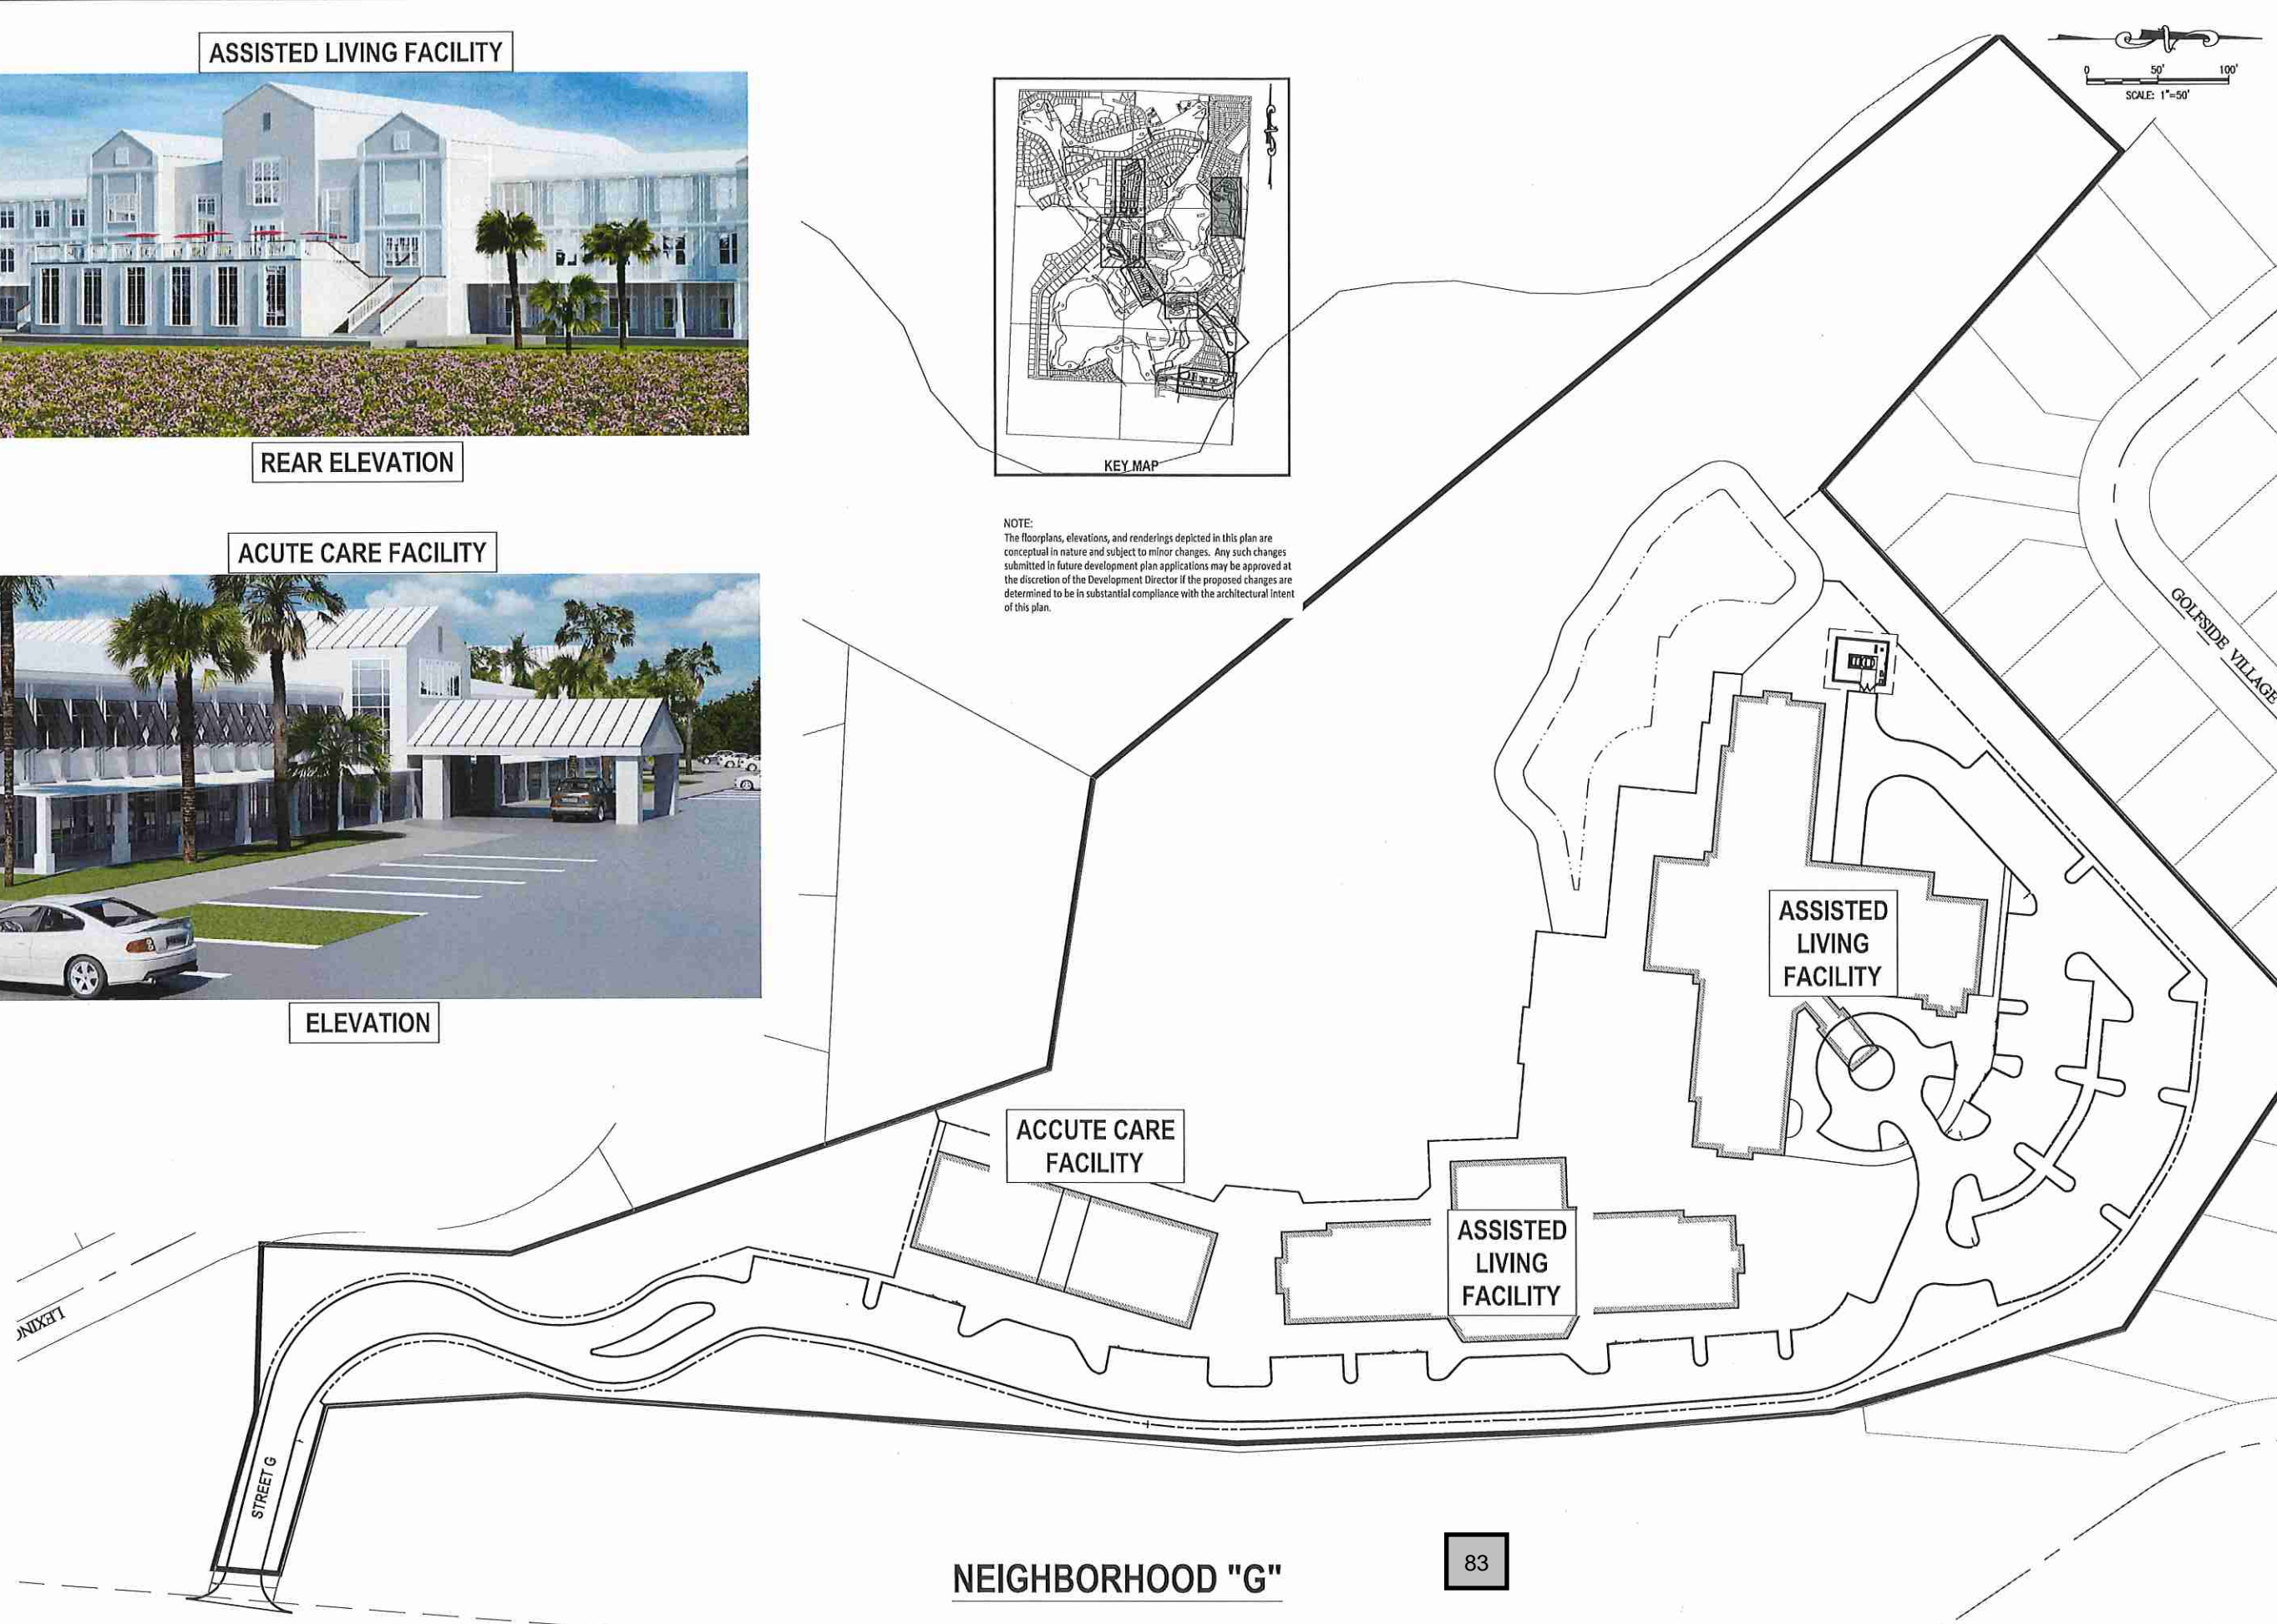 ASSISTED LIVING FACILITY
REAR ELEVATION
ACUTE CARE FACILITY
ELEVATION
KEY MAP
NOTE:
The floorplans, elevations, and renderings depicted in this plan are
conceptual in nature and subject to minor changes. Any such changes
submitted in future development plan applications may be approved at
the discretion of the Development Director if the proposed changes are
determined to be in substantial compliance with the architectural intent
of this plan.
0 50' 100'
SCALE: 1"=50'
GOLFSIDE VILLAGE
ASSISTED
LIVING
FACILITY
ACCUTE CARE
FACILITY
ASSISTED
LIVING
FACILITY
LEXING
STREET G
NEIGHBORHOOD "G"
83